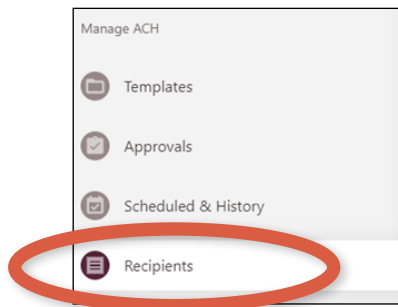 Manage ACH
Templates
Approvals
Scheduled & History
Recipients